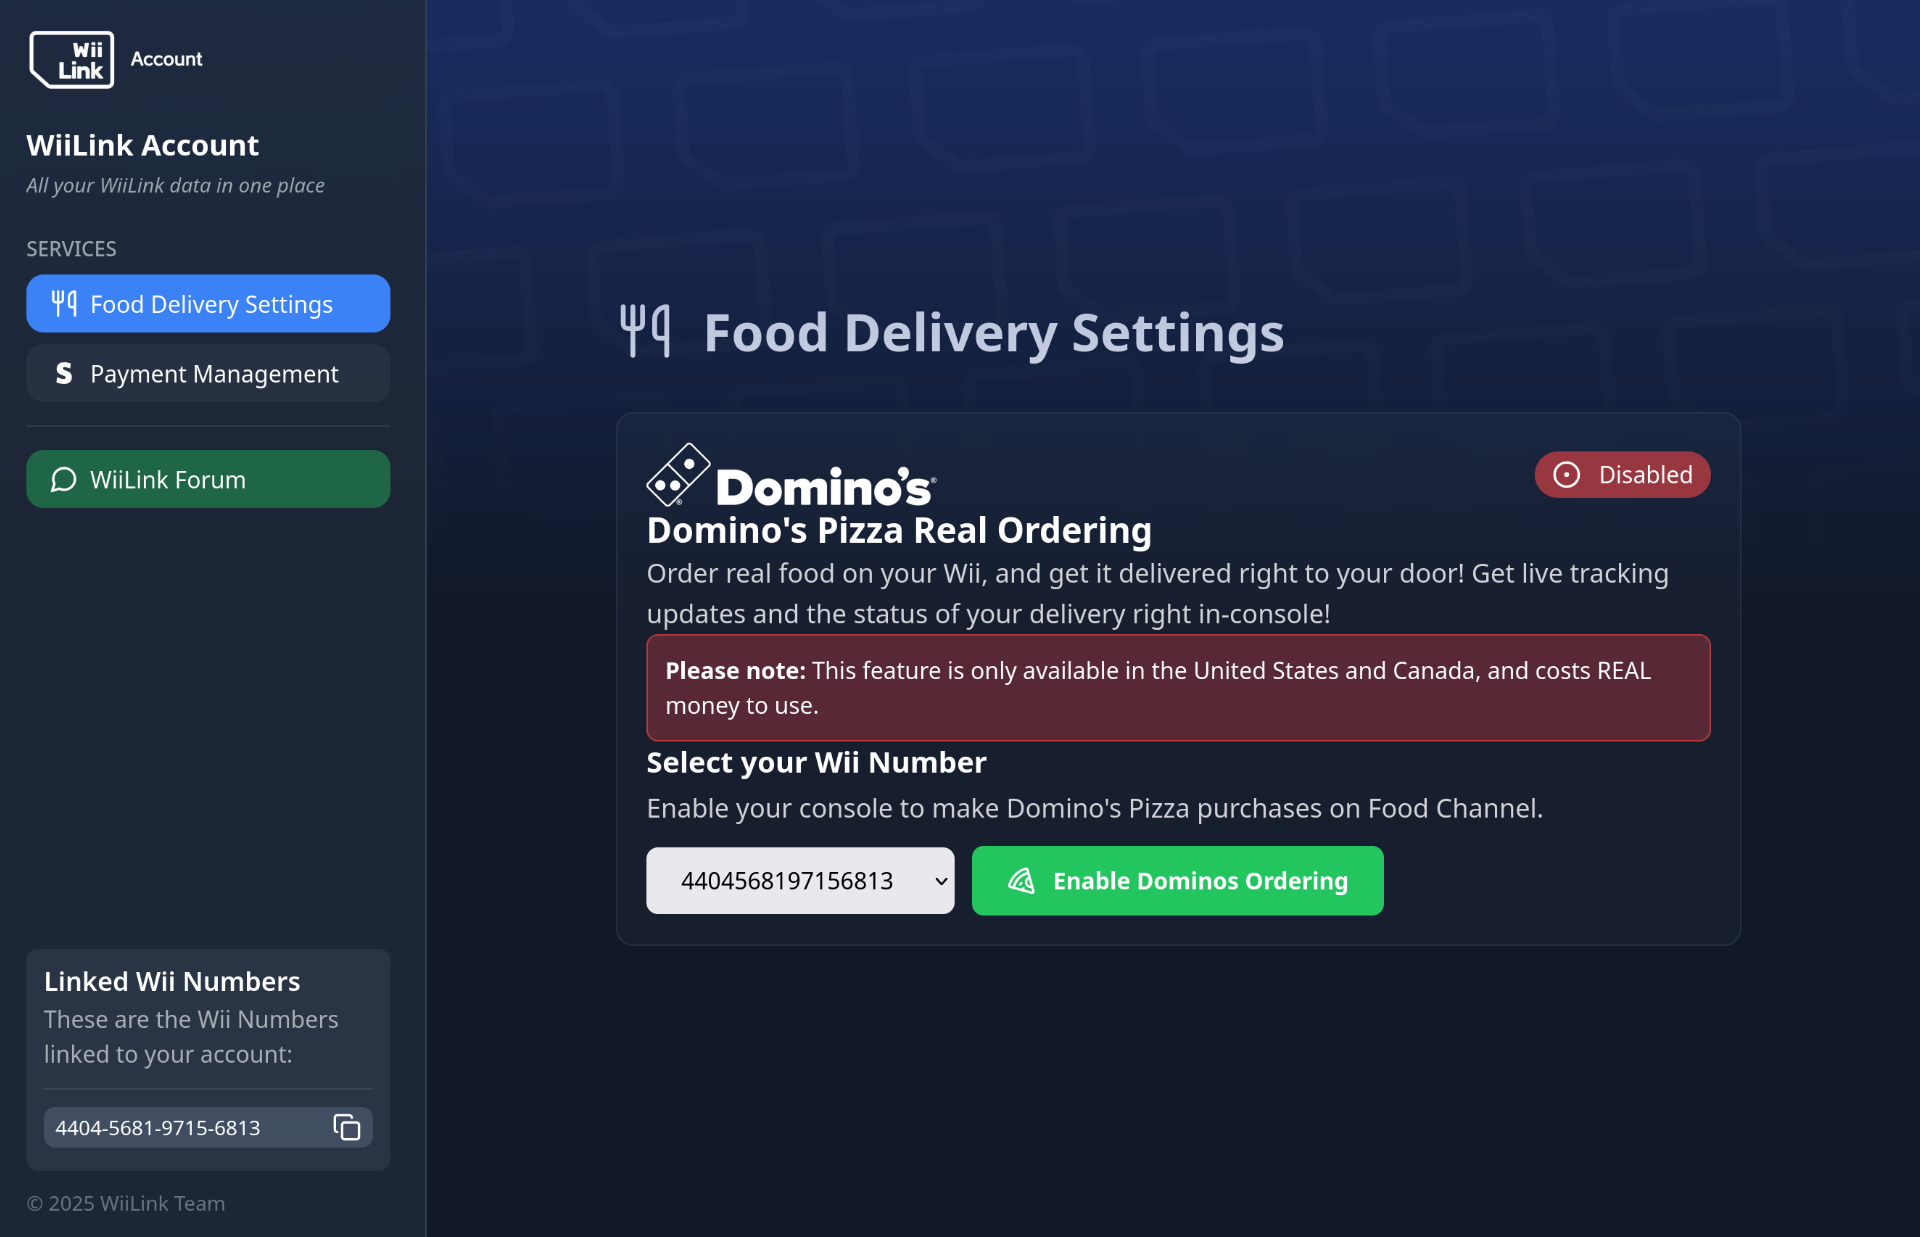 Wii
Link
Account
WiiLink Account
All your WiiLink data in one place
SERVICES
Food Delivery Settings
Payment Management
WiiLink Forum
Linked Wii Numbers
These are the Wii Numbers
linked to your account:
4404-5681-9715-6813
© 2025 WiiLink Team
Food Delivery Settings
Domino's®
Disabled
Domino's Pizza Real Ordering
Order real food on your Wii, and get it delivered right to your door! Get live tracking
updates and the status of your delivery right in-console!
Please note: This feature is only available in the United States and Canada, and costs REAL
money to use.
Select your Wii Number
Enable your console to make Domino's Pizza purchases on Food Channel.
4404568197156813
Enable Dominos Ordering